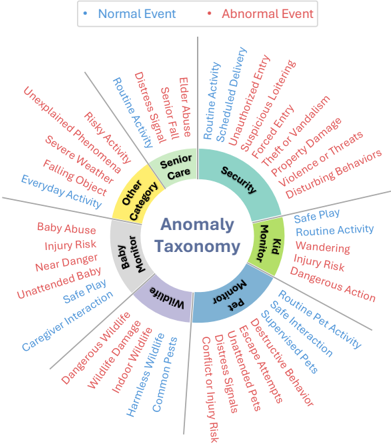 • Normal Event • Abnormal Event
Anomaly
Taxonomy
Security
Routine Activity
Scheduled Delivery
Unauthorized Entry
Suspicious Loitering
Forced Entry
Theft or Vandalism
Property Damage
Violence or Threats
Disturbing Behaviors
Kid
Monitor
Safe Play
Routine Activity
Wandering
Injury Risk
Dangerous Action
Pet
Monitor
Routine Pet Activity
Safe Interaction
Supervised Pets
Destructive Behavior
Escape Attempts
Unattended Pets
Distress Signals
Conflict or Injury Risk
Wildlife
Common Pests
Harmless Wildlife
Indoor Wildlife
Wildlife Damage
Dangerous Wildlife
Baby
Monitor
Caregiver Interaction
Safe Play
Unattended Baby
Near Danger
Injury Risk
Baby Abuse
Other
Category
Everyday Activity
Falling Object
Severe Weather
Unexplained Phenomena
Risky Activity
Senior
Care
Routine Activity
Distress Signal
Senior Fall
Elder Abuse